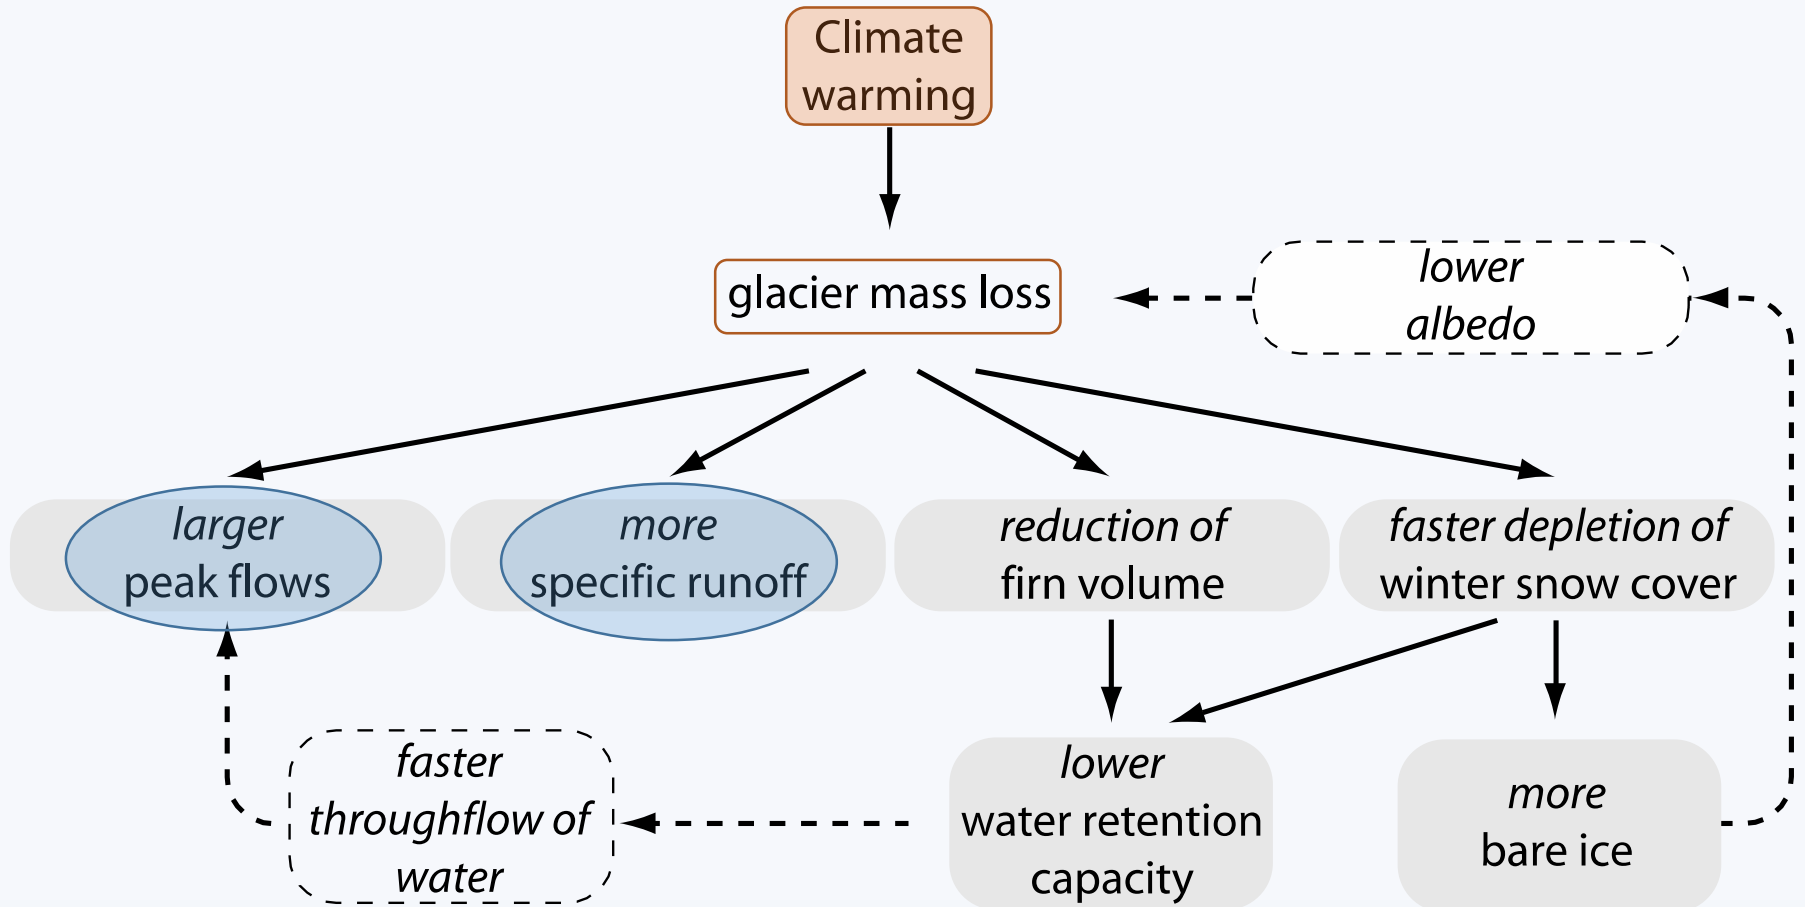 Climate
warming
glacier mass loss
lower
albedo
larger
peak flows
more
specific runoff
reduction of
firn volume
faster depletion of
winter snow cover
faster
throughflow of
water
lower
water retention
capacity
more
bare ice